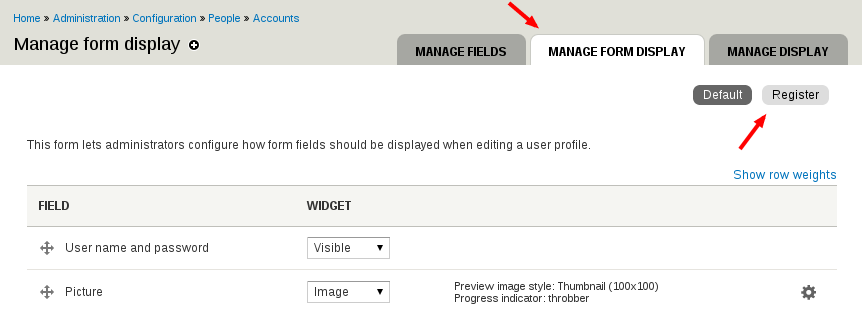 Home » Administration » Configuration » People » Accounts
Manage form display
MANAGE FIELDS MANAGE FORM DISPLAY MANAGE DISPLAY
Default Register
This form lets administrators configure how form fields should be displayed when editing a user profile.
Show row weights
FIELD WIDGET
User name and password Visible
Picture Image Preview image style: Thumbnail (100x100)
Progress indicator: throbber